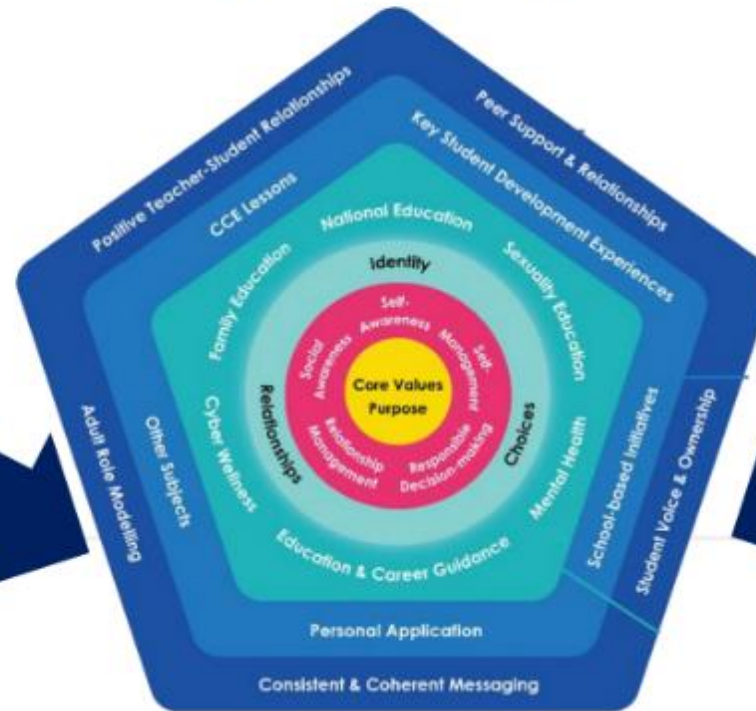 Positive Teacher-Student Relationships
Peer Support & Relationships
CCE Lessons
Key Student Development Experiences
National Education
Family Education
Sexuality Education
Identity
Self-
Awareness
Social
Awareness
Self-
Management
Core Values
Purpose
Relationships
Choices
Relationship
Management
Responsible
Decision-making
Cyber Wellness
Mental Health
Education & Career Guidance
Other Subjects
School-based Initiatives
Adult Role Modelling
Student Voice & Ownership
Personal Application
Consistent & Coherent Messaging